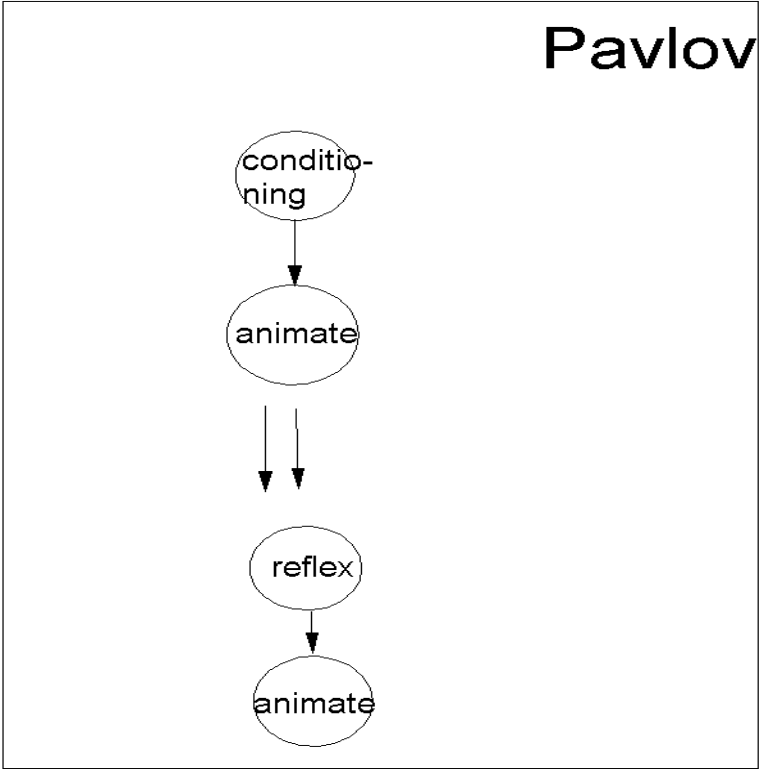 Pavlov
conditio-
ning
animate
reflex
animate